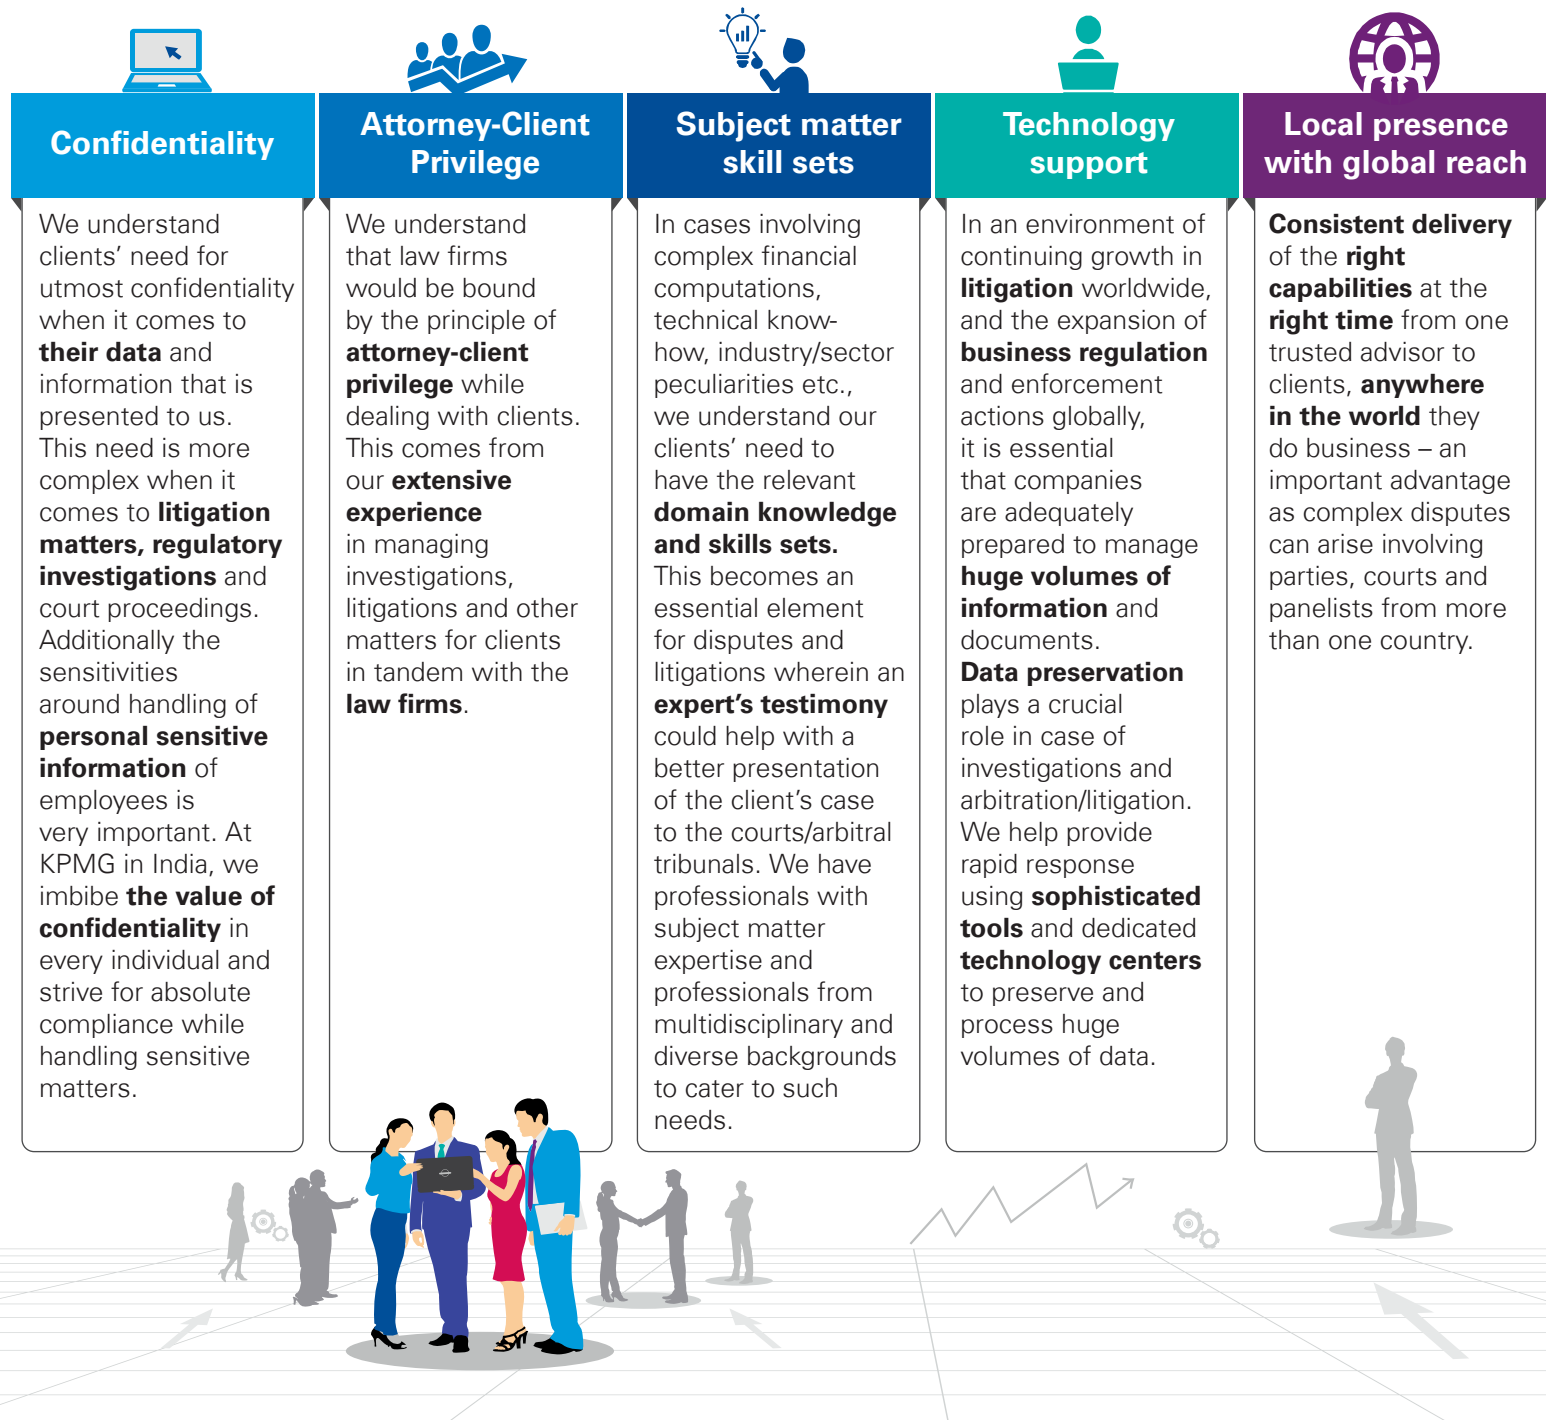 Confidentiality
We understand
clients’ need for
utmost confidentiality
when it comes to
their data and
information that is
presented to us.
This need is more
complex when it
comes to litigation
matters, regulatory
investigations and
court proceedings.
Additionally the
sensitivities
around handling of
personal sensitive
information of
employees is
very important. At
KPMG in India, we
imbibe the value of
confidentiality in
every individual and
strive for absolute
compliance while
handling sensitive
matters.
Attorney-Client
Privilege
We understand
that law firms
would be bound
by the principle of
attorney-client
privilege while
dealing with clients.
This comes from
our extensive
experience
in managing
investigations,
litigations and other
matters for clients
in tandem with the
law firms.
Subject matter
skill sets
In cases involving
complex financial
computations,
technical know-
how, industry/sector
peculiarities etc.,
we understand our
clients’ need to
have the relevant
domain knowledge
and skills sets.
This becomes an
essential element
for disputes and
litigations wherein an
expert’s testimony
could help with a
better presentation
of the client’s case
to the courts/arbitral
tribunals. We have
professionals with
subject matter
expertise and
professionals from
multidisciplinary and
diverse backgrounds
to cater to such
needs.
Technology
support
In an environment of
continuing growth in
litigation worldwide,
and the expansion of
business regulation
and enforcement
actions globally,
it is essential
that companies
are adequately
prepared to manage
huge volumes of
information and
documents.
Data preservation
plays a crucial
role in case of
investigations and
arbitration/litigation.
We help provide
rapid response
using sophisticated
tools and dedicated
technology centers
to preserve and
process huge
volumes of data.
Local presence
with global reach
Consistent delivery
of the right
capabilities at the
right time from one
trusted advisor to
clients, anywhere
in the world they
do business – an
important advantage
as complex disputes
can arise involving
parties, courts and
panelists from more
than one country.